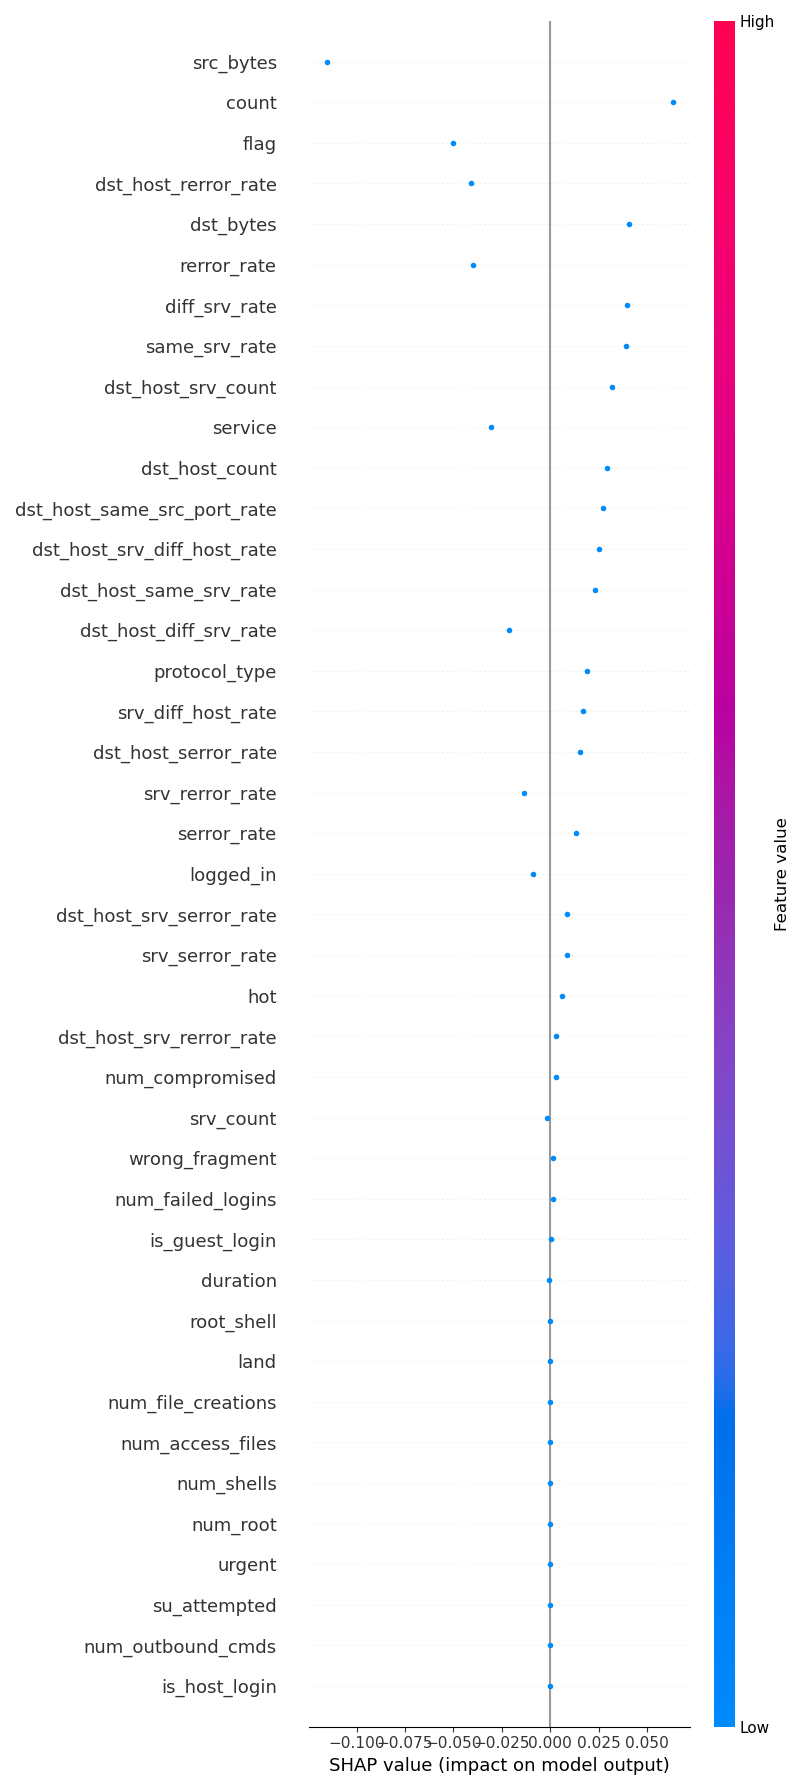 High
src_bytes
count
flag
dst_host_rerror_rate
dst_bytes
rerror_rate
diff_srv_rate
same_srv_rate
dst_host_srv_count
service
dst_host_count
dst_host_same_src_port_rate
dst_host_srv_diff_host_rate
dst_host_same_srv_rate
dst_host_diff_srv_rate
protocol_type
srv_diff_host_rate
dst_host_serror_rate
srv_rerror_rate
serror_rate
logged_in
dst_host_srv_serror_rate
srv_serror_rate
hot
dst_host_srv_rerror_rate
num_compromised
srv_count
wrong_fragment
num_failed_logins
is_guest_login
duration
root_shell
land
num_file_creations
num_access_files
num_shells
num_root
urgent
su_attempted
num_outbound_cmds
is_host_login
Feature value
Low
−0.100 −0.075 −0.050 −0.025 0.000 0.025 0.050
SHAP value (impact on model output)